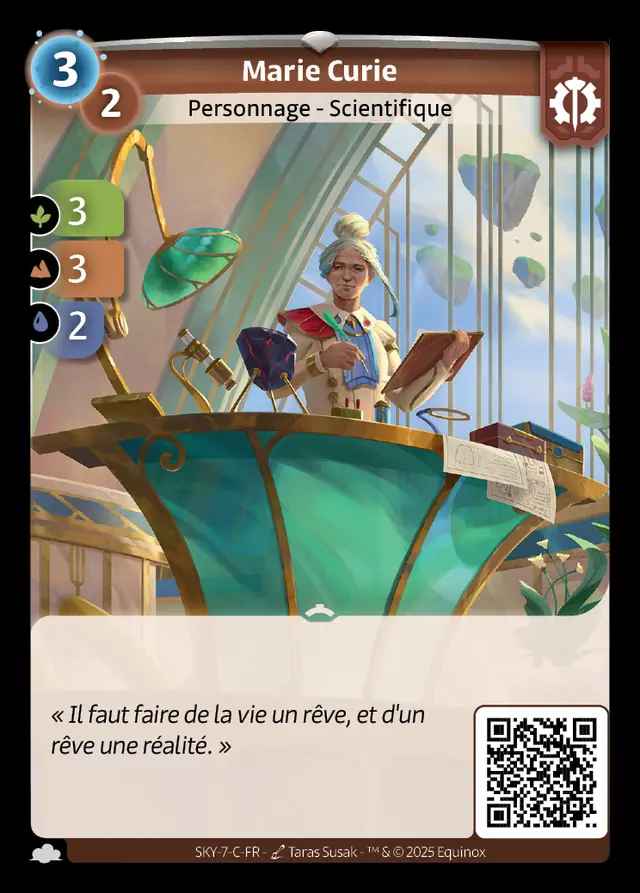 3
Marie Curie
2
Personnage - Scientifique
3
3
2
« Il faut faire de la vie un rêve, et d'un
rêve une réalité. »
SKY-7-C-FR - Taras Susak - ™ & © 2025 Equinox